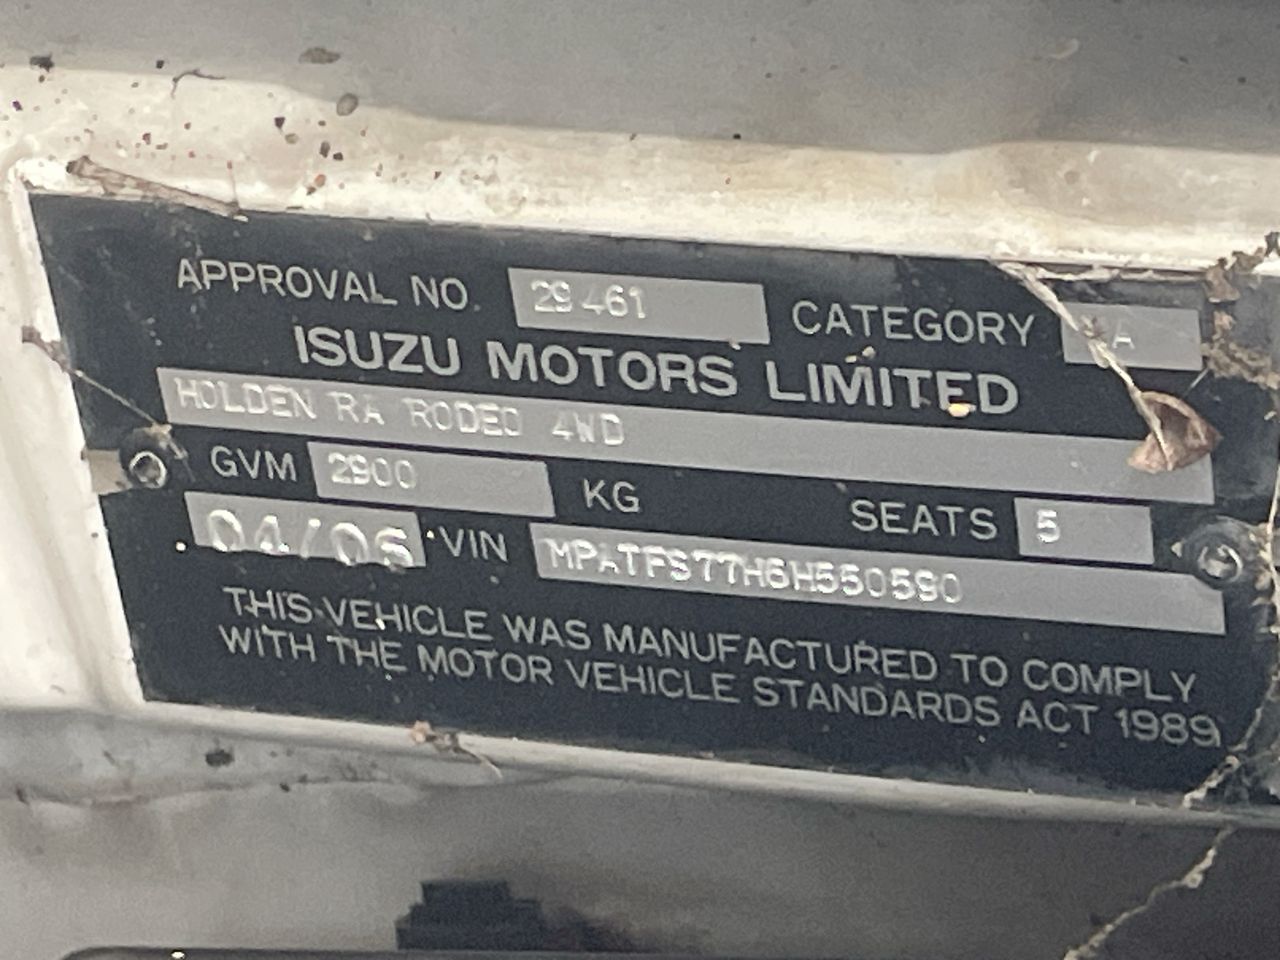 APPROVAL NO. 29461 CATEGORY
ISUZU MOTORS LIMITED
HOLDEN RA RODEO 4WD
GVM 2900 KG SEATS 5
04/06 VIN MPATFS77H6H550590
THIS VEHICLE WAS MANUFACTURED TO COMPLY
WITH THE MOTOR VEHICLE STANDARDS ACT 1989